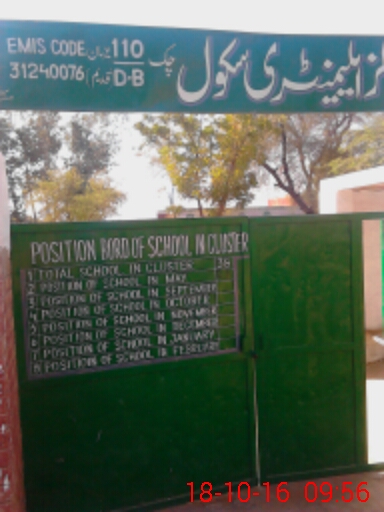 ایلیمنٹری سکول چک 110 یونان EMIS CODE
D-B قدیم 31240076
POSITION BORD OF SCHOOL IN CLUSTER
1 TOTAL SCHOOL IN CLUSTER 28
2 POSITION OF SCHOOL IN MAY
3 POSITION OF SCHOOL IN SEPTEMBER
4 POSITION OF SCHOOL IN OCTOBER
5 POSITION OF SCHOOL IN NOVEMBER
6 POSITION OF SCHOOL IN DECEMBER
7 POSITION OF SCHOOL IN JANUARY
8 POSITION OF SCHOOL IN FEBRUARY
18-10-16 09:56